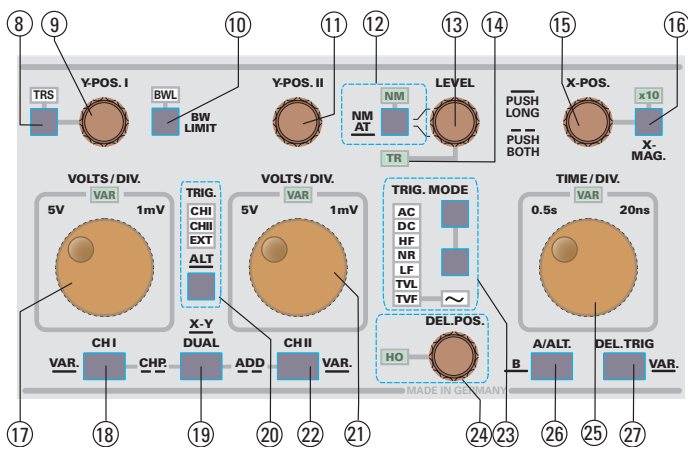 8 9 10 11 12 13 14 15 16
TRS Y-POS. I BWL Y-POS. II NM LEVEL X-POS. x10
BW
LIMIT
NM
AT
PUSH
LONG
PUSH
BOTH
X-
MAG.
TR
VOLTS / DIV.
VAR
5V 1mV
TRIG.
CHI
CHII
EXT
ALT
VOLTS / DIV.
VAR
5V 1mV
TRIG. MODE
AC
DC
HF
NR
LF
TVL
TVF ~
TIME / DIV.
VAR
0.5s 20ns
X-Y
CH I DUAL CH II
VAR. CHP. ADD VAR.
DEL.POS.
HO
A/ALT. DEL.TRIG
B VAR.
MADE IN GERMANY
17 18 19 20 22 21 24 23 26 25 27